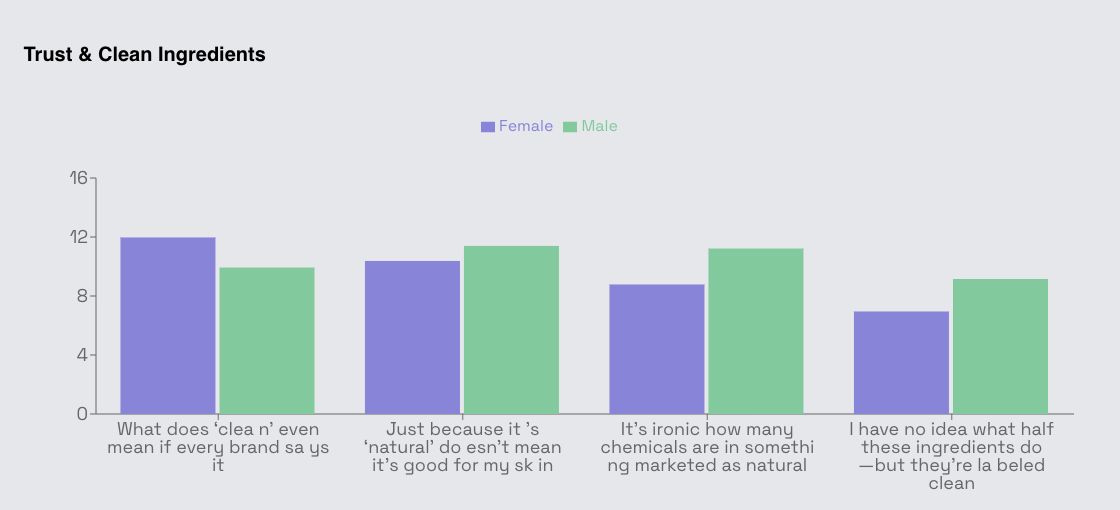 Trust & Clean Ingredients
Female Male
16
12
8
4
0
What does ‘clea n’ even
mean if every brand sa ys
it
Just because it ’s
‘natural’ do esn’t mean
it’s good for my sk in
It’s ironic how many
chemicals are in somethi
ng marketed as natural
I have no idea what half
these ingredients do
—but they’re la beled
clean